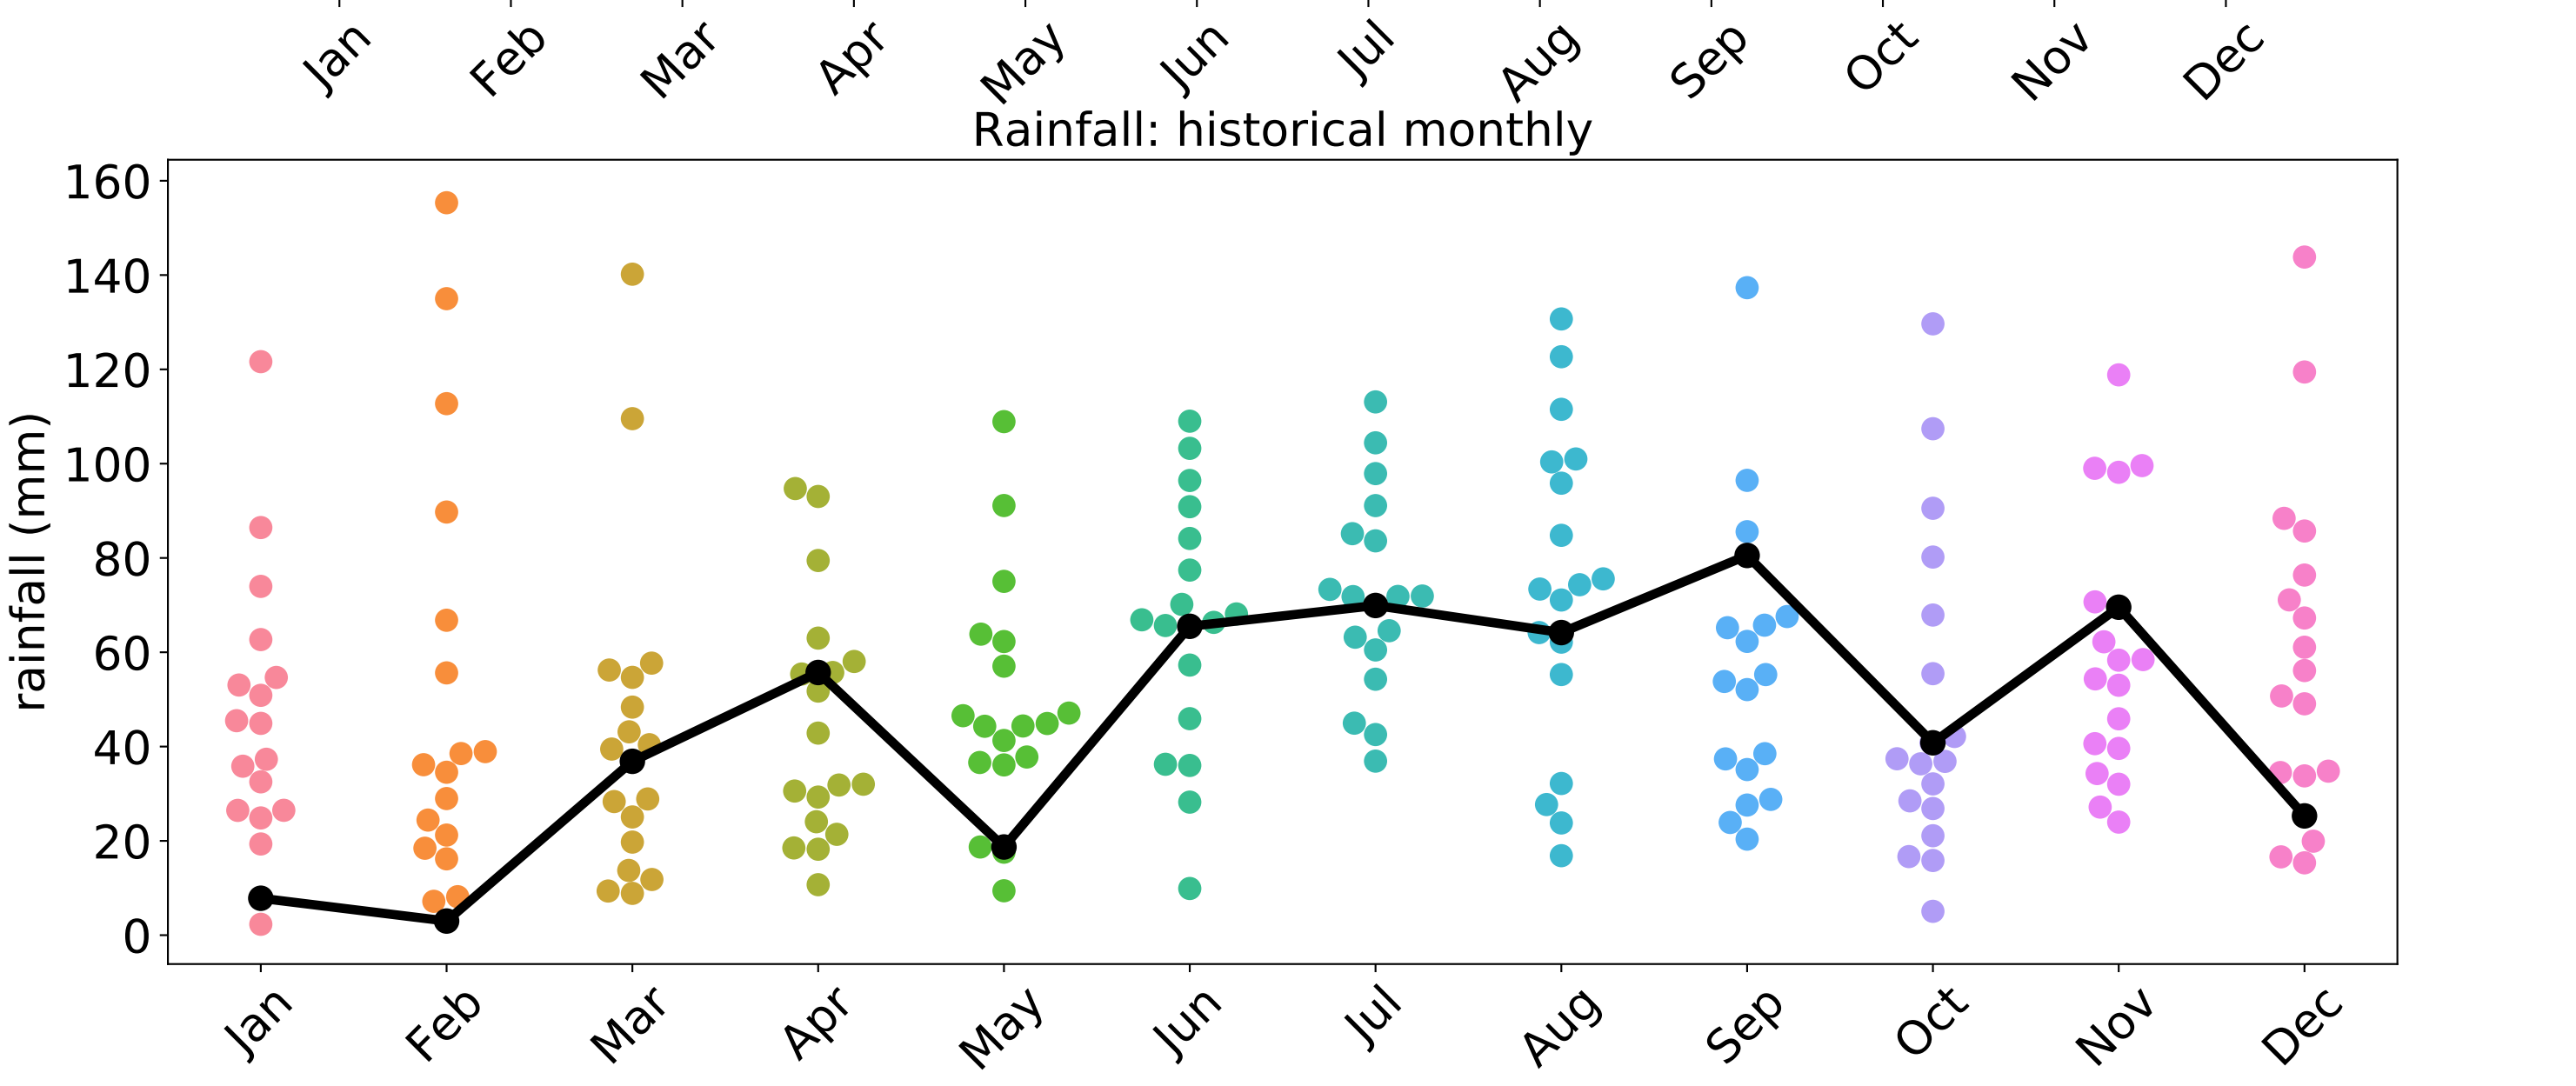 Jan Feb Mar Apr May Jun Jul Aug Sep Oct Nov Dec
Rainfall: historical monthly
rainfall (mm)
160
140
120
100
80
60
40
20
0
Jan Feb Mar Apr May Jun Jul Aug Sep Oct Nov Dec